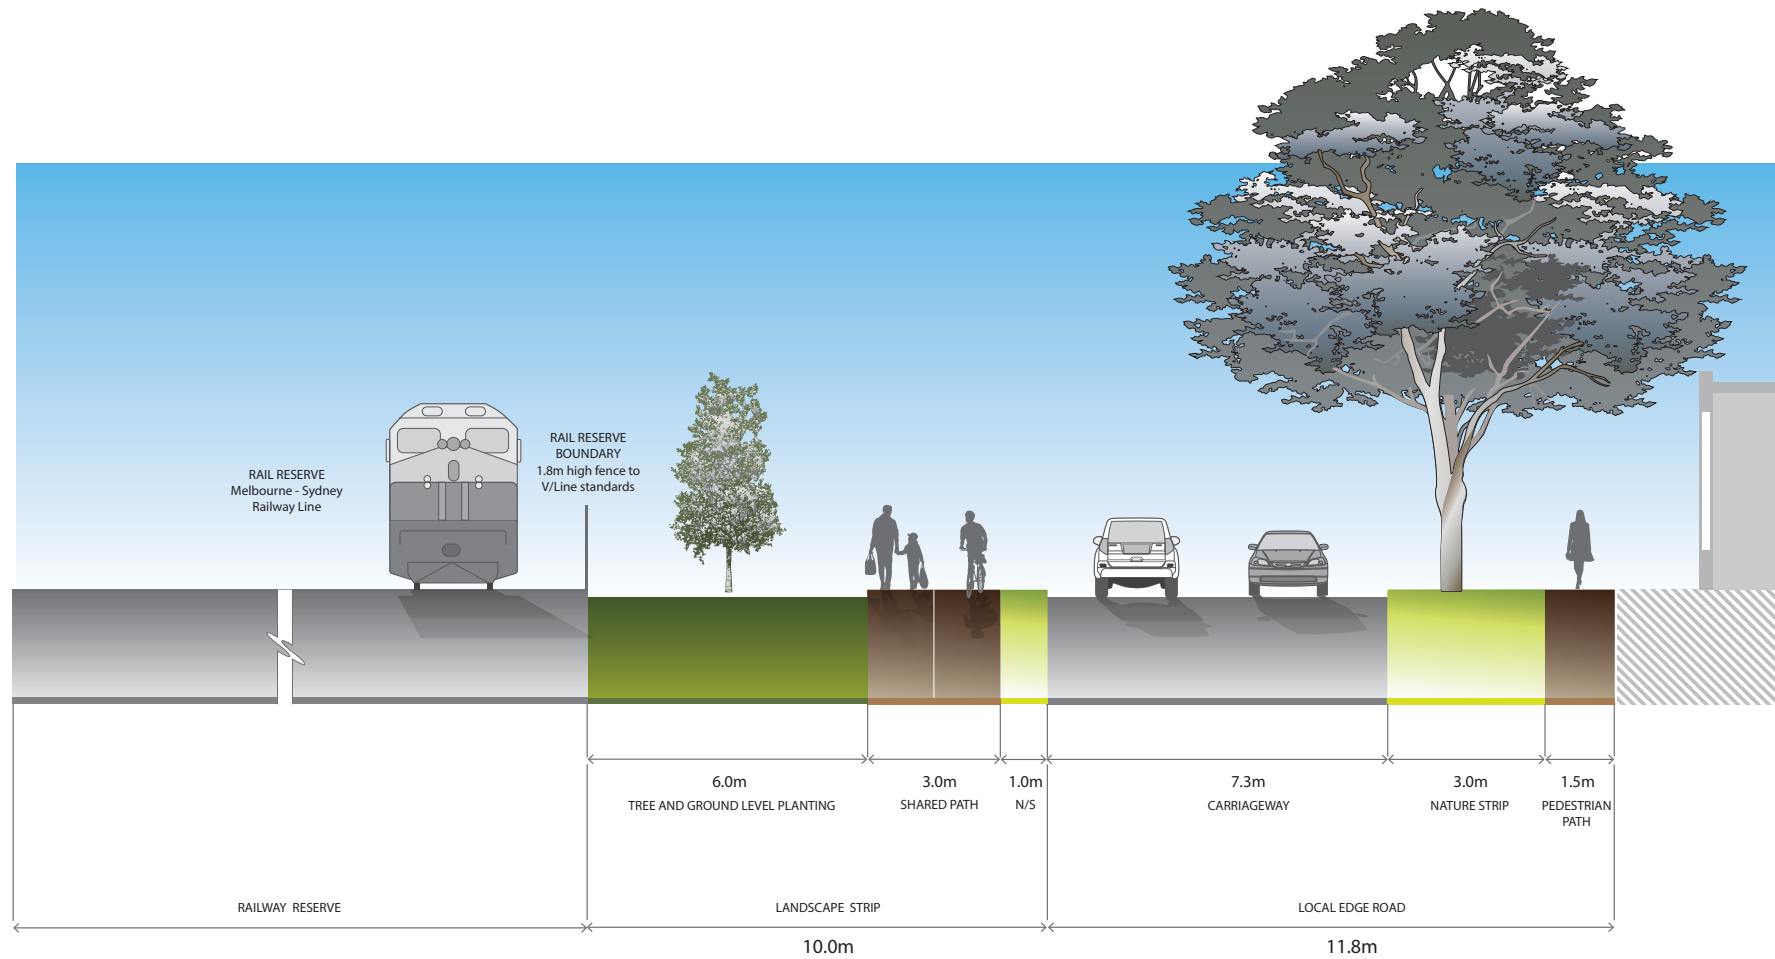 RAIL RESERVE
Melbourne - Sydney
Railway Line
RAIL RESERVE
BOUNDARY
1.8m high fence to
V/Line standards
6.0m
TREE AND GROUND LEVEL PLANTING
3.0m
SHARED PATH
1.0m
N/S
7.3m
CARRIAGEWAY
3.0m
NATURE STRIP
1.5m
PEDESTRIAN
PATH
RAILWAY RESERVE
LANDSCAPE STRIP
10.0m
LOCAL EDGE ROAD
11.8m